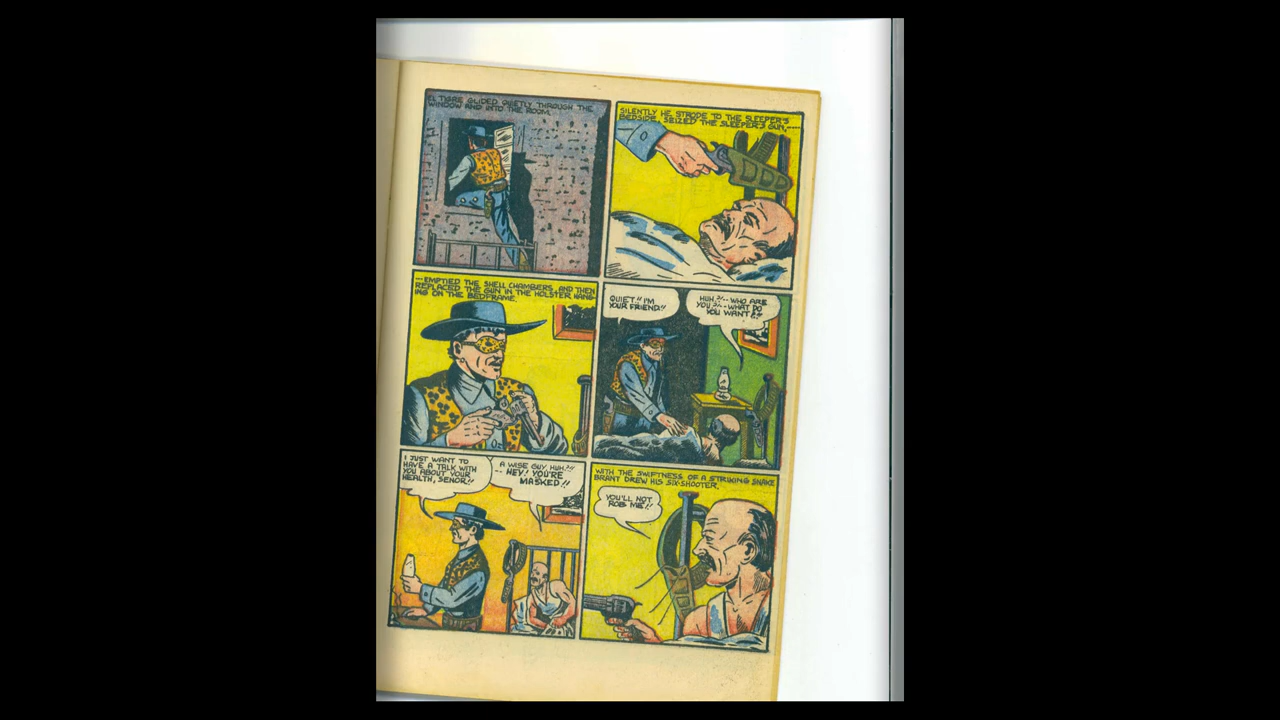 EL TIGRE GLIDED QUIETLY THROUGH THE
WINDOW AND INTO THE ROOM.
SILENTLY HE STRODE TO THE SLEEPER'S
BEDSIDE, SEIZED THE SLEEPER'S GUN,----
---EMPTIED THE SHELL CHAMBERS, AND THEN
REPLACED THE GUN IN THE HOLSTER HANG-
ING ON THE BEDFRAME.
QUIET!! I'M
YOUR FRIEND!!
HUH?!--WHO ARE
YOU?!--WHAT DO
YOU WANT?!!
I JUST WANT TO
HAVE A TALK WITH
YOU ABOUT YOUR
HEALTH, SENOR!!
A WISE GUY, HUH?!!
--HEY! YOU'RE
MASKED!!
WITH THE SWIFTNESS OF A STRIKING SNAKE
BRANT DREW HIS SIX-SHOOTER.
YOU'LL NOT
ROB ME!!